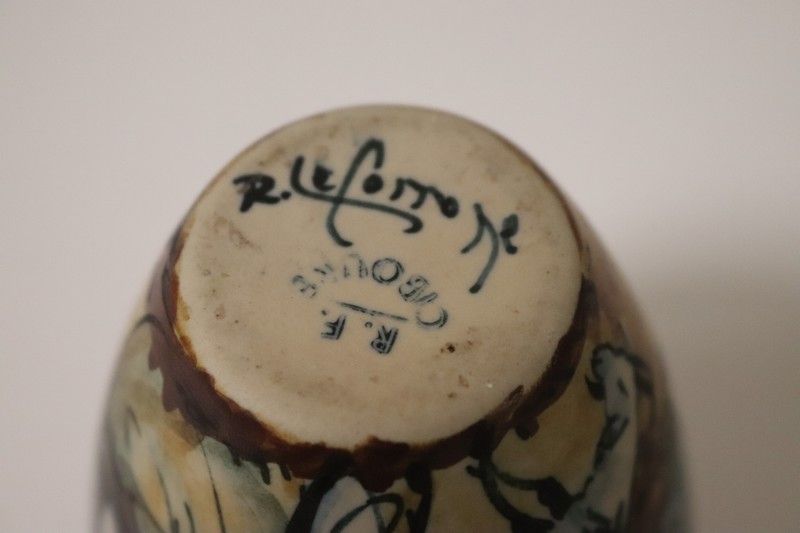 R. Le Corrone
R. F.
CIBOURE